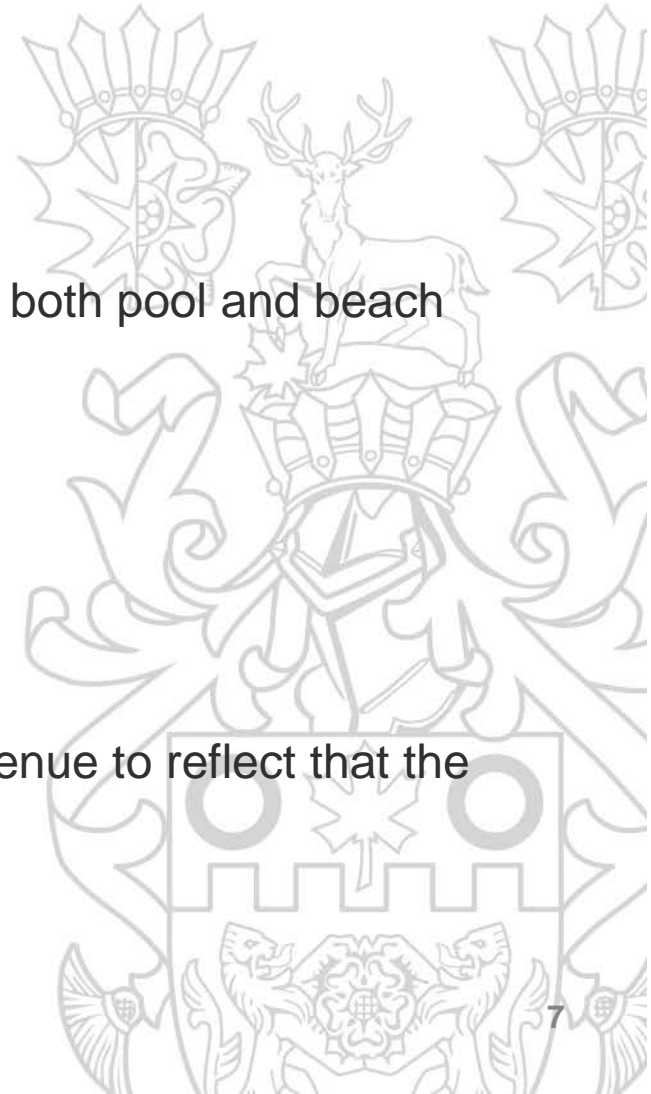 both pool and beach
enue to reflect that the
7